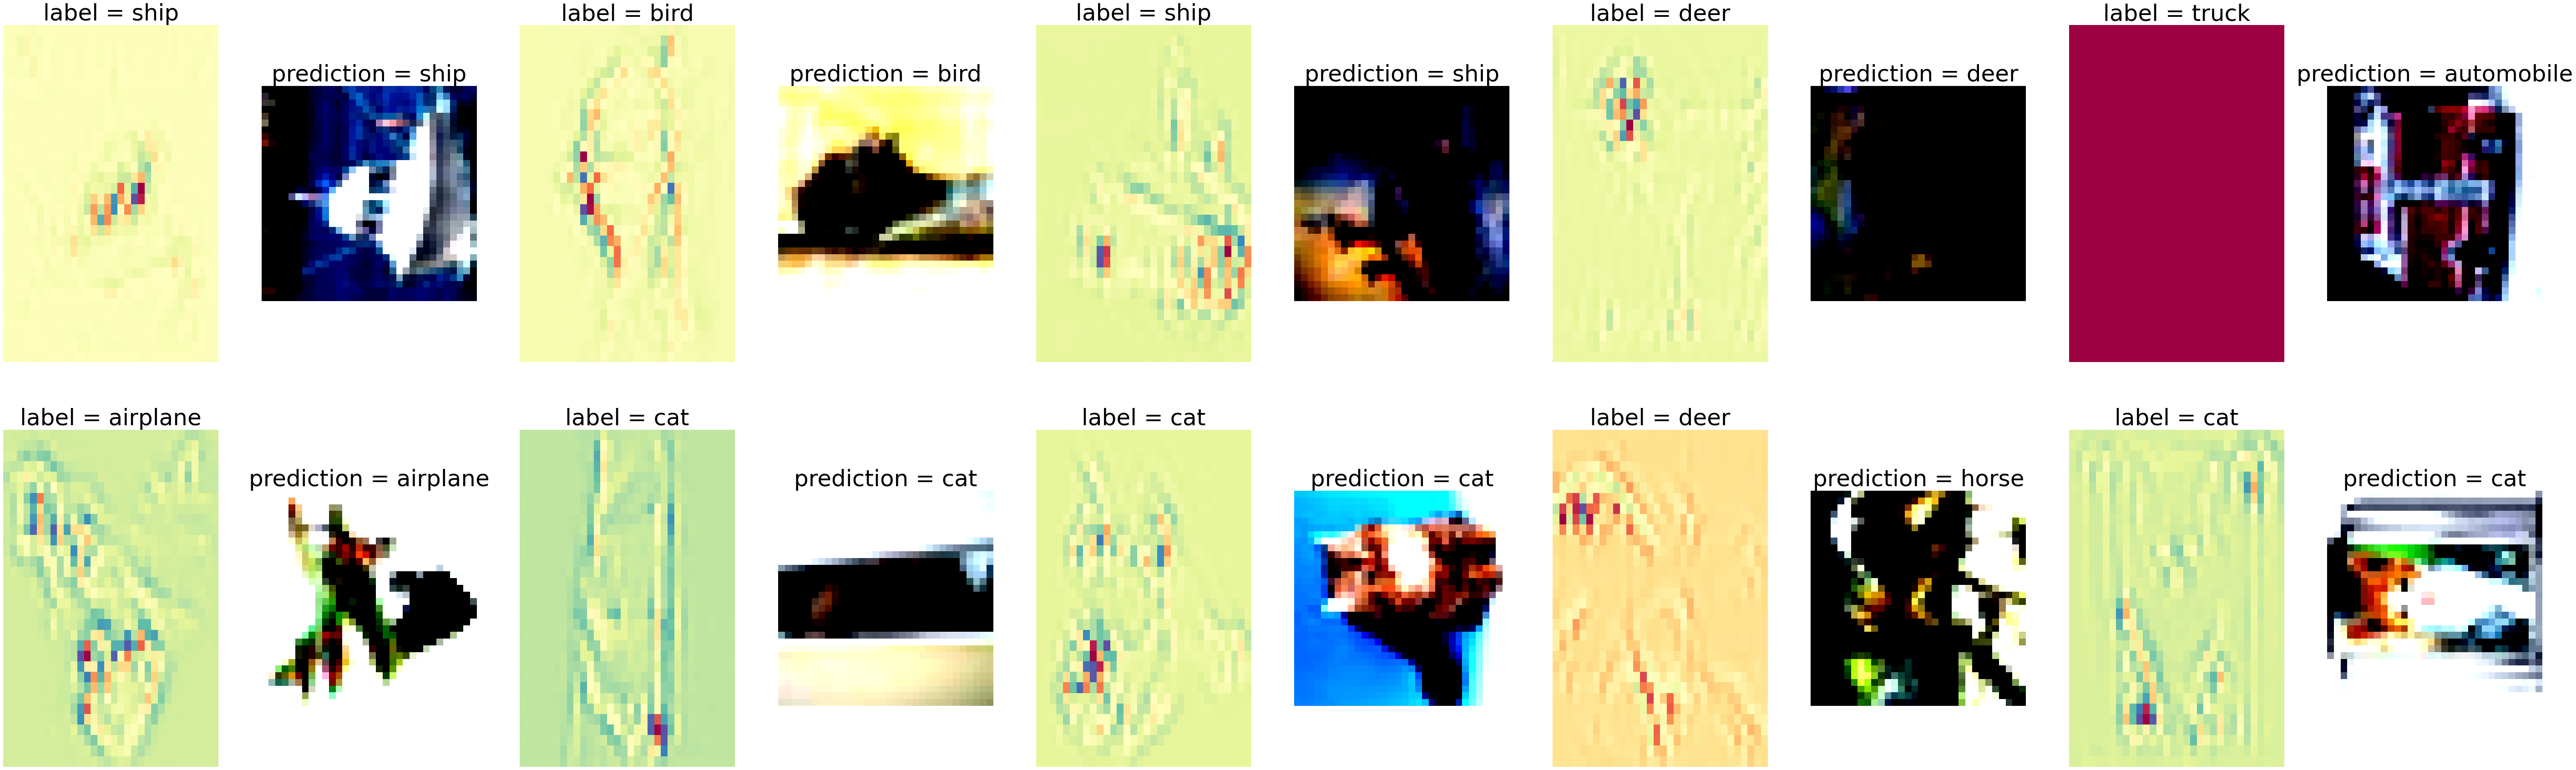 label = ship
prediction = ship
label = bird
prediction = bird
label = ship
prediction = ship
label = deer
prediction = deer
label = truck
prediction = automobile
label = airplane
prediction = airplane
label = cat
prediction = cat
label = cat
prediction = cat
label = deer
prediction = horse
label = cat
prediction = cat